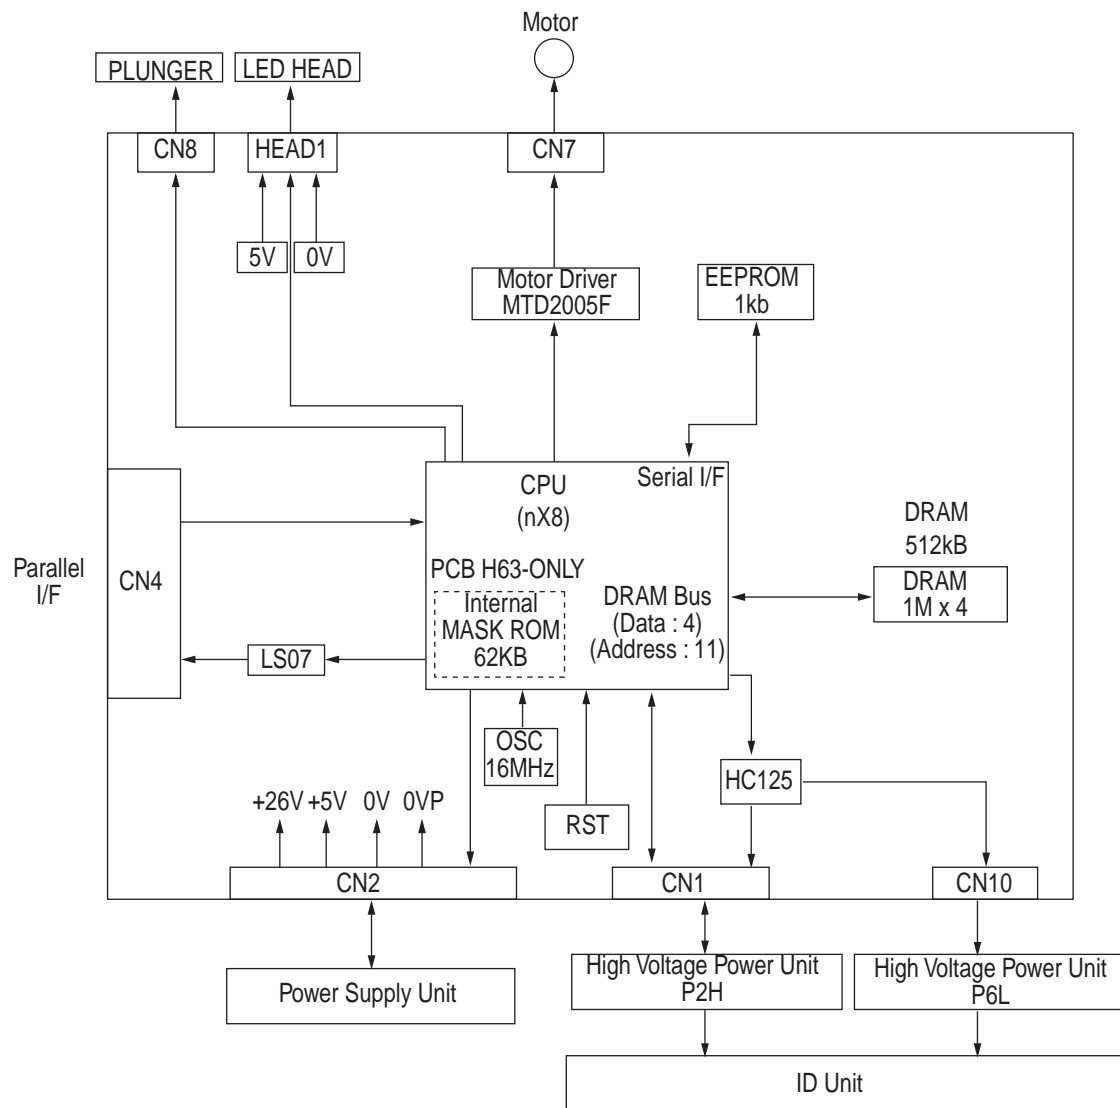 Motor
PLUNGER
LED HEAD
CN8
HEAD1
CN7
5V
0V
Motor Driver
MTD2005F
EEPROM
1kb
Serial I/F
CPU
(nX8)
DRAM
512kB
Parallel
I/F
CN4
PCB H63-ONLY
Internal
MASK ROM
62KB
DRAM Bus
(Data : 4)
(Address : 11)
DRAM
1M x 4
LS07
OSC
16MHz
HC125
RST
+26V
+5V
0V
0VP
CN2
CN1
CN10
Power Supply Unit
High Voltage Power Unit
P2H
High Voltage Power Unit
P6L
ID Unit